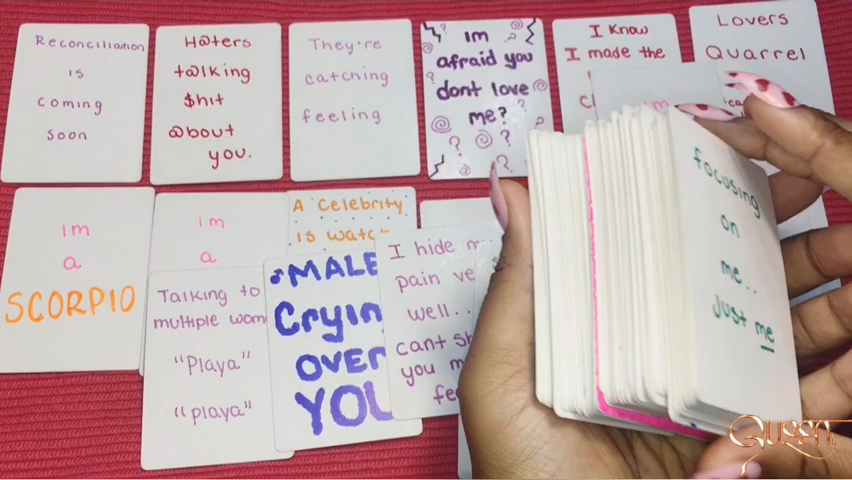 Reconciliation
is
coming
soon
Haters
talking
$hit
about
you.
They're
catching
feeling
Im
afraid you
dont love
me?
?
?
?
?
?
I Know
I made the
Lovers
Quarrel
im
a
SCORPIO
im
a
Talking to
multiple wom
"Playa"
"playa"
A Celebrity
is watc
MALE
Cryin
OVER
YOU
I hide m
pain ve
well..
cant sh
you m
fe
focusing
on
me..
just me
Queen